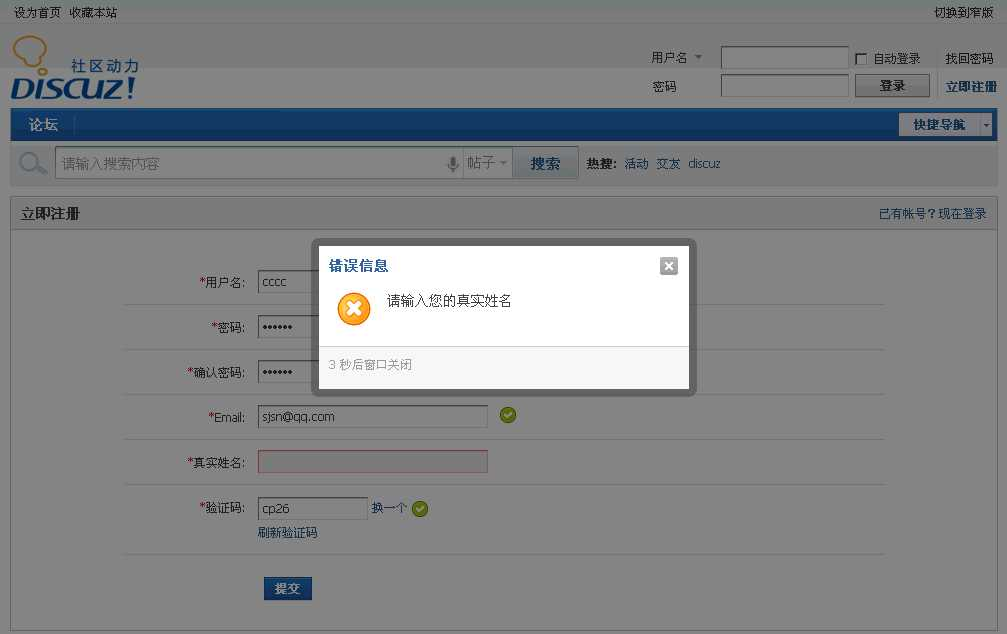 设为首页 收藏本站 切换到窄版
社区动力
DISCUZ!
用户名 自动登录 找回密码
密码 登录 立即注册
论坛 快捷导航
请输入搜索内容 帖子 搜索 热搜: 活动 交友 discuz
立即注册 已有帐号?现在登录
错误信息
请输入您的真实姓名
3 秒后窗口关闭
*用户名: cccc
*密码: ••••••
*确认密码: ••••••
*Email: sjsn@qq.com
*真实姓名:
*验证码: cp26 换一个
刷新验证码
提交